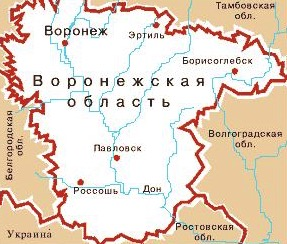 Тамбовская
обл.
Воронеж
Эртиль
Борисоглебск
Воронежская
область
Белгородская
обл.
Волгоградская
обл.
Павловск
Россошь
Дон
Ростовская
обл.
Украина